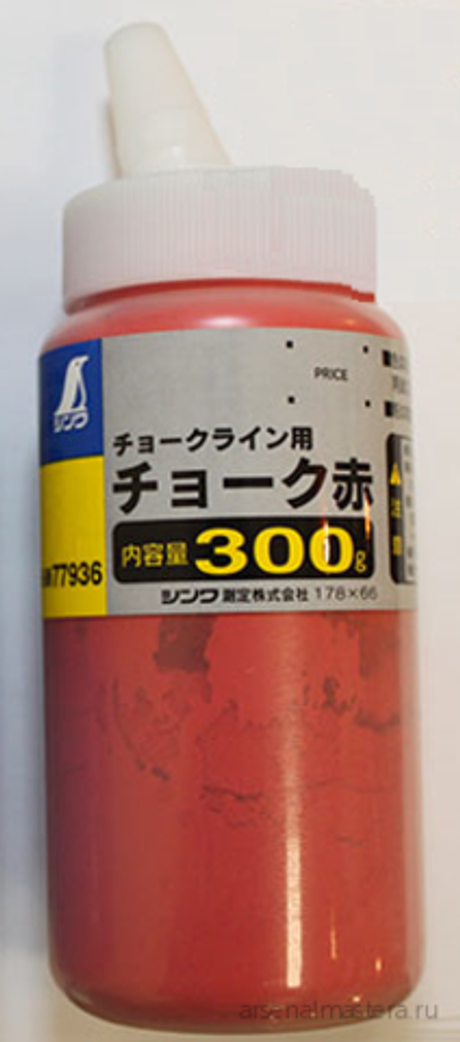 シンワ
PRICE
チョークライン用
チョーク赤
内容量 300g
77936
シンワ測定株式会社 178×66
注
arsenalmastera.ru